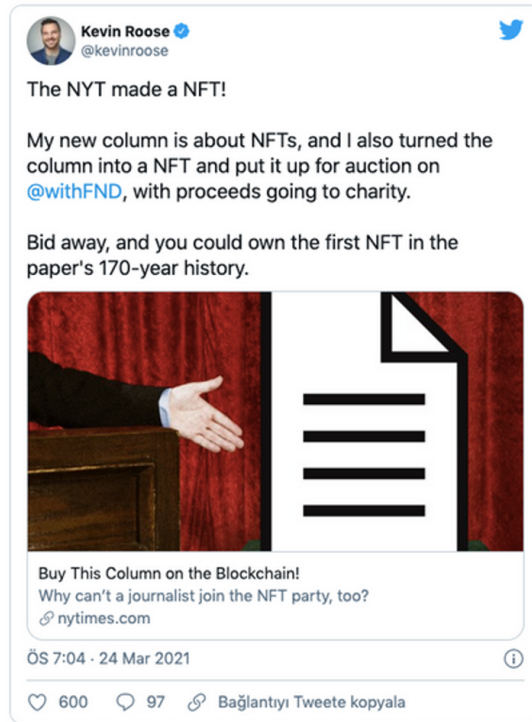 Kevin Roose
@kevinroose
The NYT made a NFT!
My new column is about NFTs, and I also turned the
column into a NFT and put it up for auction on
@withFND, with proceeds going to charity.
Bid away, and you could own the first NFT in the
paper's 170-year history.
Buy This Column on the Blockchain!
Why can't a journalist join the NFT party, too?
nytimes.com
ÖS 7:04 · 24 Mar 2021
600 97 Bağlantıyı Tweete kopyala